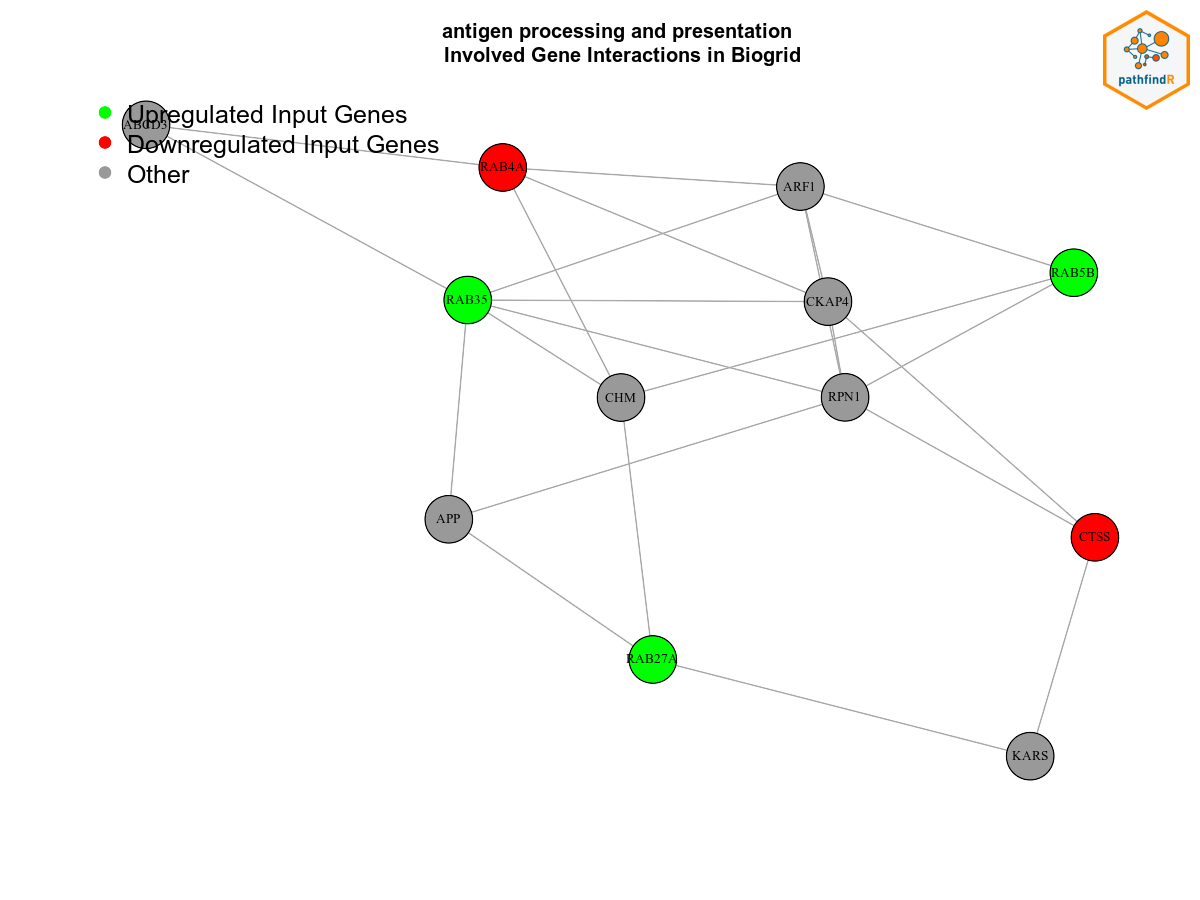 antigen processing and presentation
Involved Gene Interactions in Biogrid
pathfindR
Upregulated Input Genes
Downregulated Input Genes
Other
ABCD3
RAB4A
ARF1
RAB5B
RAB35
CKAP4
CHM
RPN1
APP
CTSS
RAB27A
KARS